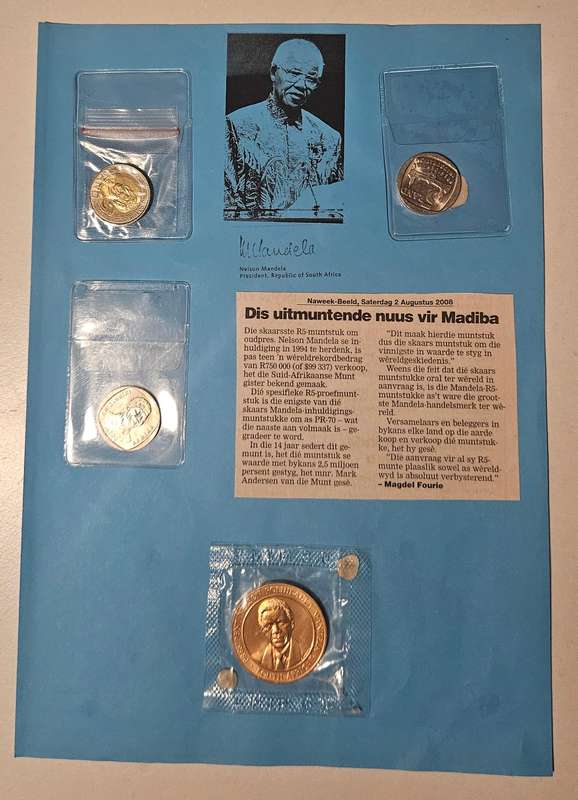 NMandela
Nelson Mandela
President, Republic of South Africa
Naweek-Beeld, Saterdag 2 Augustus 2008
Dis uitmuntende nuus vir Madiba
Die skaarsste R5-muntstuk om
oudpres. Nelson Mandela se in-
huldiging in 1994 te herdenk, is
pas teen 'n wêreldrekordbedrag
van R750 000 (of $99 337) verkoop,
het die Suid-Afrikaanse Munt
gister bekend gemaak.
Dié spesifieke R5-proefmunt-
stuk is die enigste van dié
skaars Mandela-inhuldigings-
muntstukke om as PR-70 – wat
die naaste aan volmaak is – ge-
gradeer te word.
In die 14 jaar sedert dit ge-
munt is, het dié muntstuk se
waarde met bykans 2,5 miljoen
persent gestyg, het mnr. Mark
Andersen van die Munt gesê.
"Dit maak hierdie muntstuk
dus die skaars muntstuk om die
vinnigste in waarde te styg in
wêreldgeskiedenis."
Weens die feit dat dié skaars
muntstukke oral ter wêreld in
aanvraag is, is die Mandela-R5-
muntstukke as't ware die groot-
ste Mandela-handelsmerk ter wê-
reld.
Versamelaars en beleggers in
bykans elke land op die aarde
koop en verkoop dié muntstuk-
ke, het hy gesê.
"Die aanvraag vir al sy R5-
munte plaaslik sowel as wêreld-
wyd is absoluut verbysterend."
– Magdel Fourie